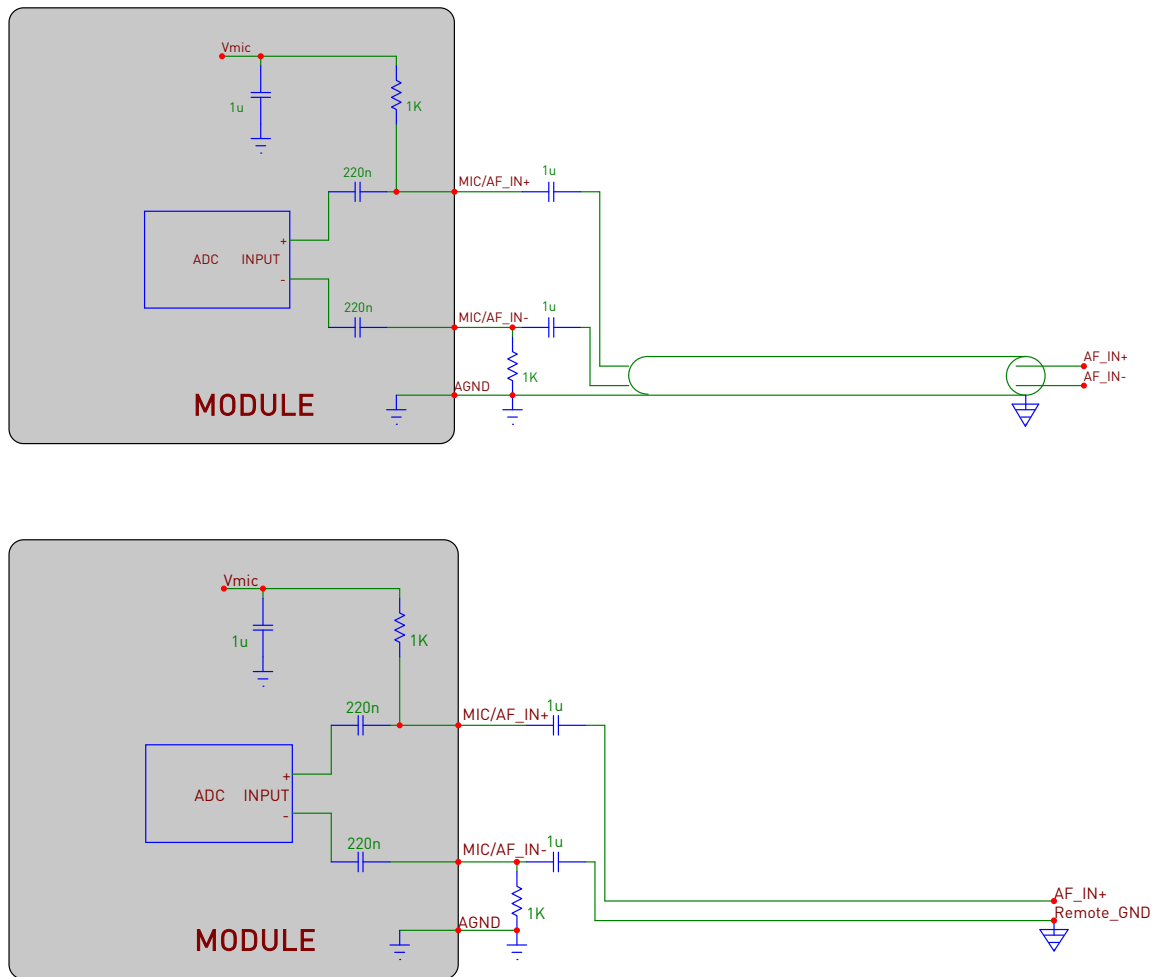 Vmic
1u
1K
220n
MIC/AF_IN+
1u
+
ADC INPUT
-
220n
MIC/AF_IN-
1u
1K
AGND
AF_IN+
AF_IN-
MODULE
Vmic
1u
1K
220n
MIC/AF_IN+
1u
+
ADC INPUT
-
220n
MIC/AF_IN-
1u
1K
AGND
AF_IN+
Remote_GND
MODULE